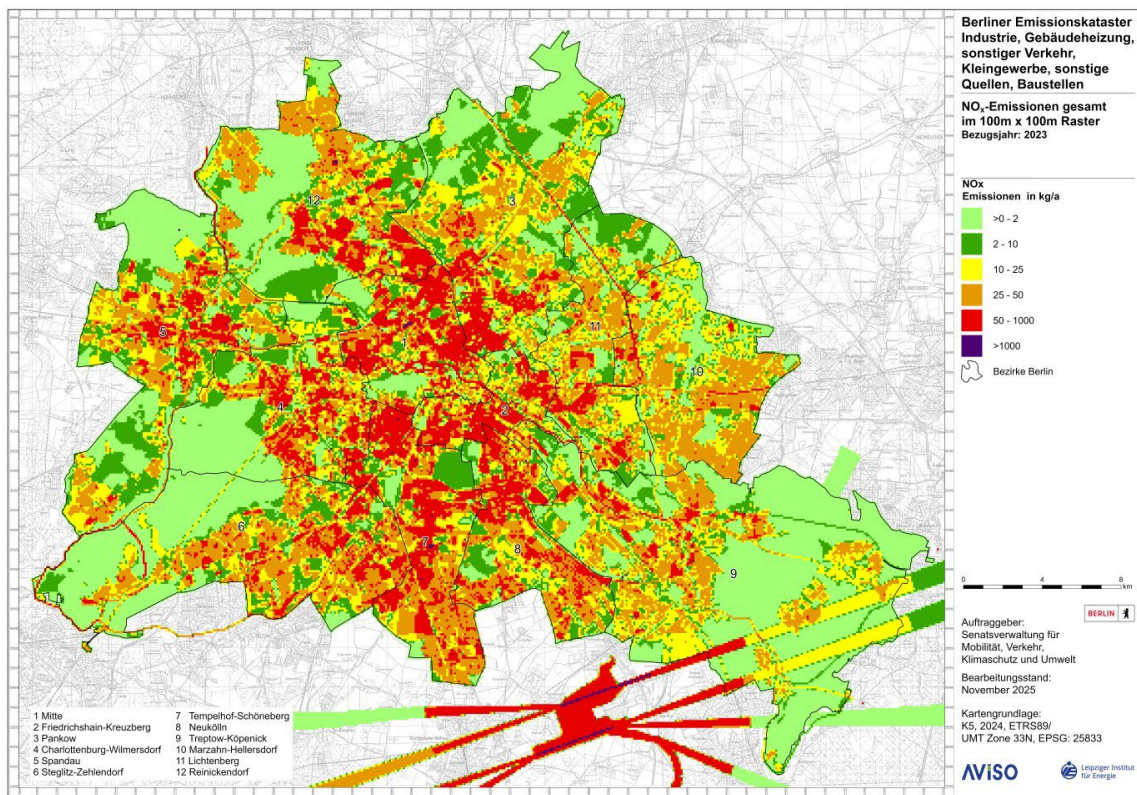 Berliner Emissionskataster
Industrie, Gebäudeheizung,
sonstiger Verkehr,
Kleingewerbe, sonstige
Quellen, Baustellen
NOₓ-Emissionen gesamt
im 100m x 100m Raster
Bezugsjahr: 2023
NOx
Emissionen in kg/a
>0 - 2
2 - 10
10 - 25
25 - 50
50 - 1000
>1000
Bezirke Berlin
12
3
5
1
11
10
4
2
6
7
8
9
0 4 8
km
BERLIN
Auftraggeber:
Senatsverwaltung für
Mobilität, Verkehr,
Klimaschutz und Umwelt
Bearbeitungsstand:
November 2025
Kartengrundlage:
K5, 2024, ETRS89/
UMT Zone 33N, EPSG: 25833
AVISO
Leipziger Institut
für Energie
1 Mitte
2 Friedrichshain-Kreuzberg
3 Pankow
4 Charlottenburg-Wilmersdorf
5 Spandau
6 Steglitz-Zehlendorf
7 Tempelhof-Schöneberg
8 Neukölln
9 Treptow-Köpenick
10 Marzahn-Hellersdorf
11 Lichtenberg
12 Reinickendorf